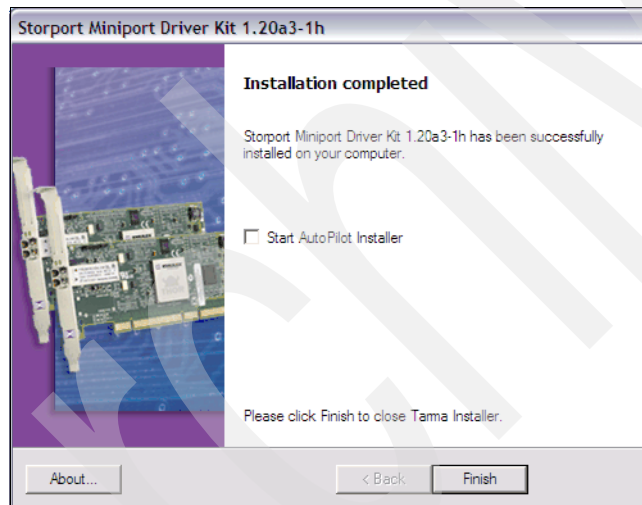 Storport Miniport Driver Kit 1.20a3-1h
Installation completed
Storport Miniport Driver Kit 1.20a3-1h has been successfully
installed on your computer.
Start AutoPilot Installer
Please click Finish to close Tarma Installer.
About...
< Back
Finish